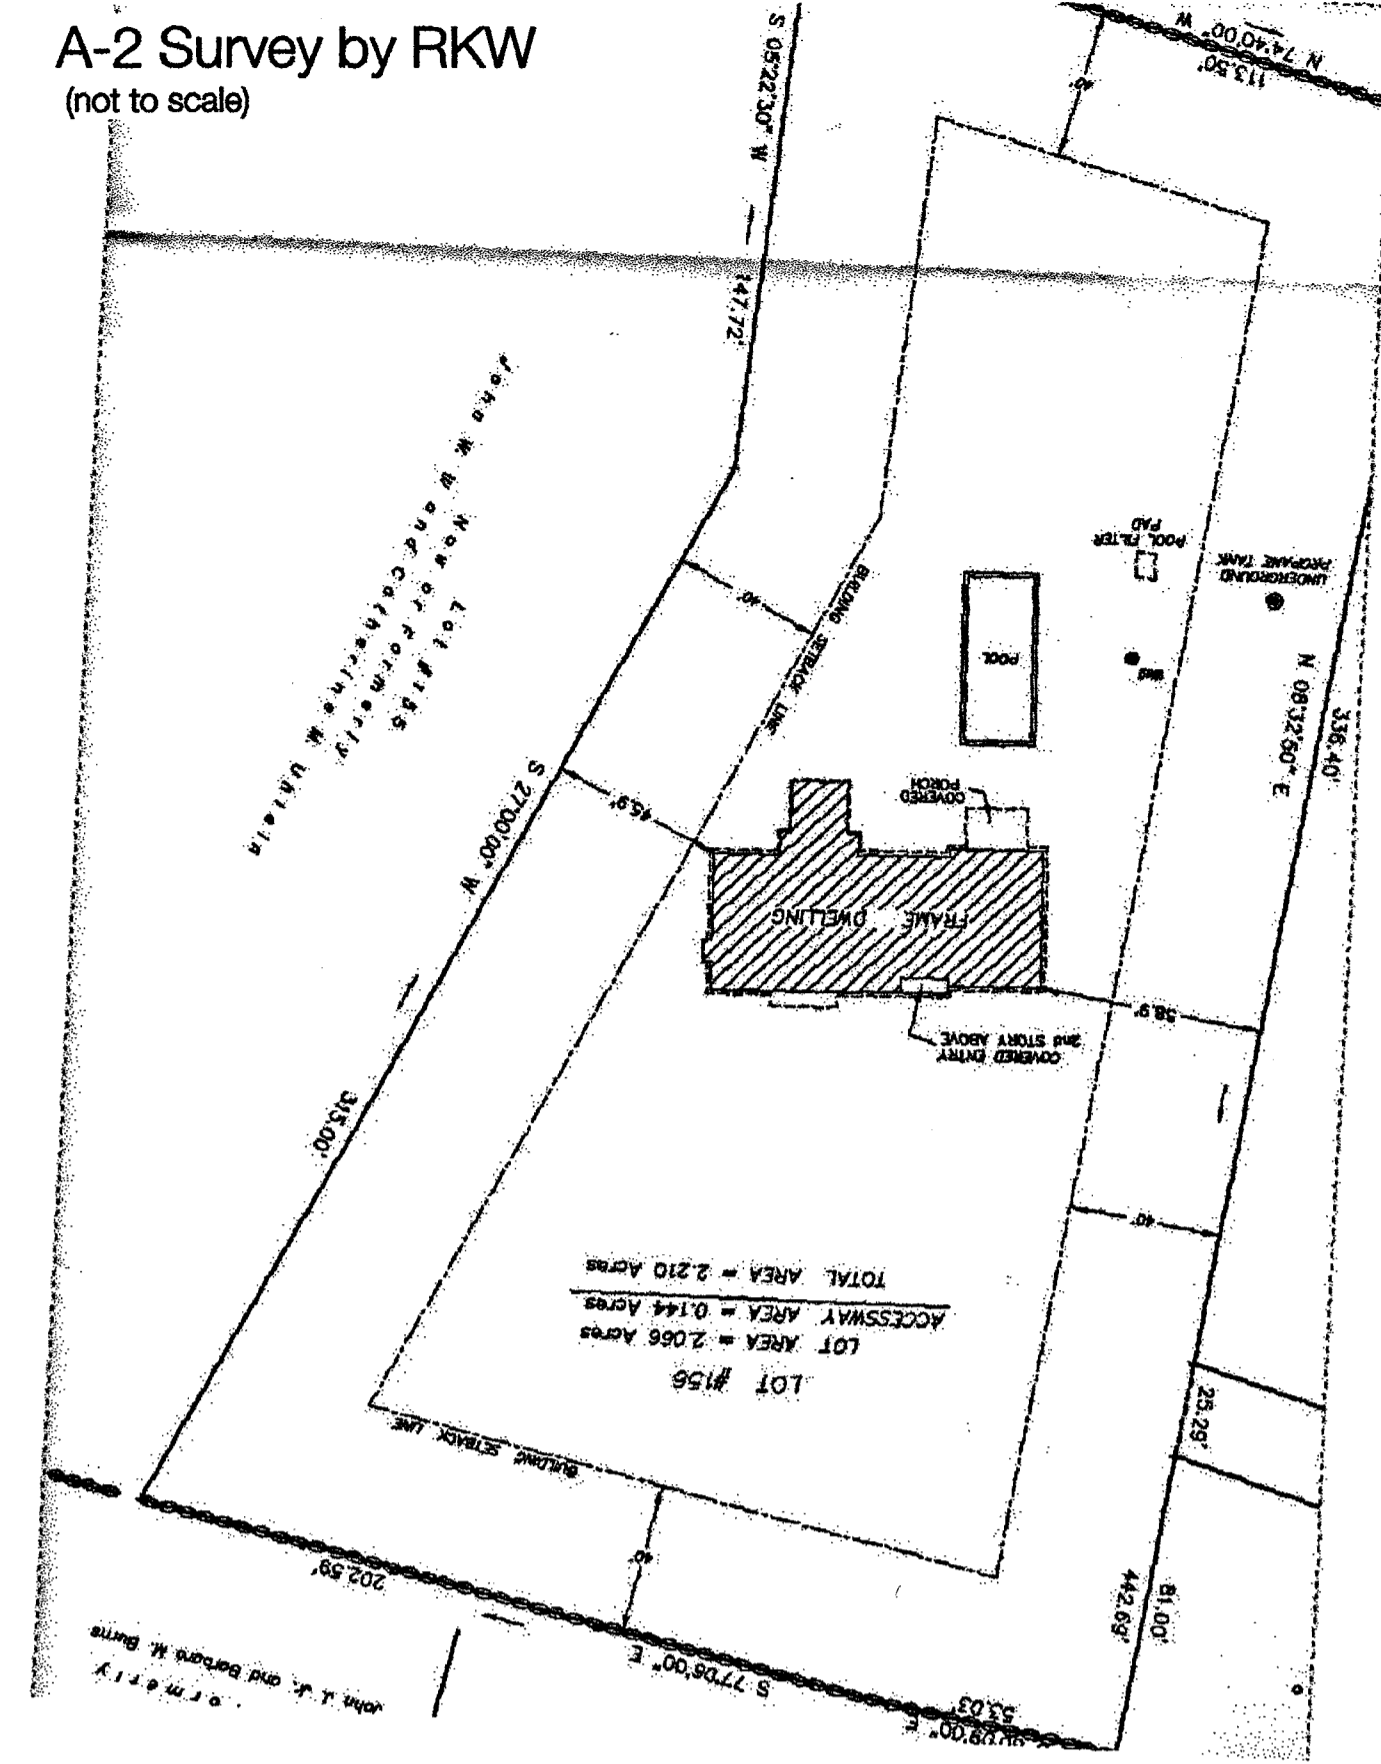 A-2 Survey by RKW
(not to scale)
S 05°22'30" W
147.72'
N 74°40'00" W
113.50'
40'
John W. W and Catherine M. Uhlein
Now or Formerly
Lot #155
BUILDING SETBACK LINE
40'
S 27°00'00" W
315.00'
45.9'
POOL FILTER
PAD
UNDERGROUND
PROPANE TANK
POOL
Well
N 08°32'50" E
336.40'
COVERED
PORCH
FRAME DWELLING
58.9'
COVERED ENTRY
2nd STORY ABOVE
40'
LOT #156
LOT AREA = 2.066 Acres
ACCESSWAY AREA = 0.144 Acres
TOTAL AREA = 2.210 Acres
25.29'
BUILDING SETBACK LINE
40'
81.00'
442.69'
202.59'
S 77°06'00" E
53.03'
09'00" E
ormerly
John J. Jr. and Barbara M. Burns